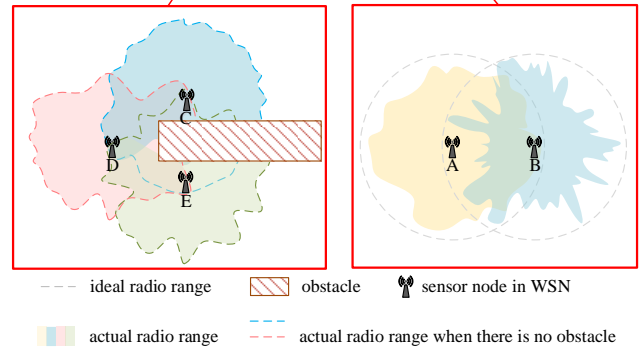 C
D
E
A
B
ideal radio range
obstacle
sensor node in WSN
actual radio range
actual radio range when there is no obstacle